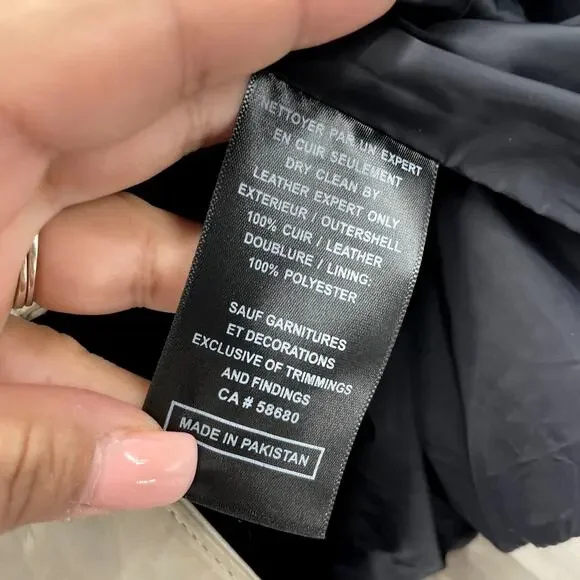 NETTOYER PAR UN EXPERT
EN CUIR SEULEMENT
DRY CLEAN BY
LEATHER EXPERT ONLY
EXTERIEUR / OUTERSHELL
100% CUIR / LEATHER
DOUBLURE / LINING:
100% POLYESTER
SAUF GARNITURES
ET DECORATIONS
EXCLUSIVE OF TRIMMINGS
AND FINDINGS
CA # 58680
MADE IN PAKISTAN